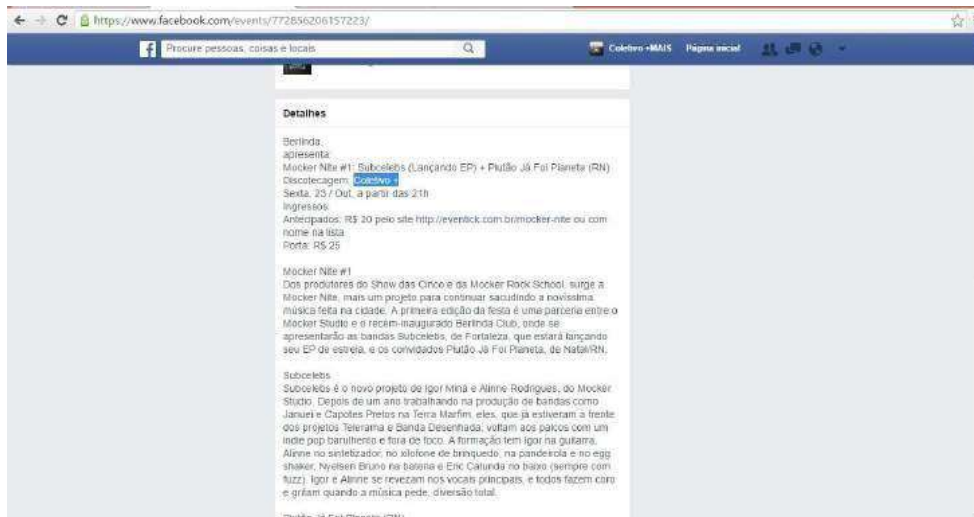 https://www.facebook.com/events/772856206157223/
Procure pessoas, coisas e locais
Coletivo +MAIS Página inicial
Detalhes
Berlinda,
apresenta:
Mocker Nite #1: Subcelebs (Lançando EP) + Plutão Já Foi Planeta (RN)
Discotecagem: Coletivo +
Sexta, 23 / Out, a partir das 21h
Ingressos:
Antecipados: R$ 20 pelo site http://eventick.com.br/mocker-nite ou com
nome na lista
Porta: R$ 25
Mocker Nite #1
Dos produtores do Show das Cinco e da Mocker Rock School, surge a
Mocker Nite, mais um projeto para continuar sacudindo a novíssima
música feita na cidade. A primeira edição da festa é uma parceria entre o
Mocker Studio e o recém-inaugurado Berlinda Club, onde se
apresentarão as bandas Subcelebs, de Fortaleza, que estará lançando
seu EP de estreia, e os convidados Plutão Já Foi Planeta, de Natal/RN.
Subcelebs
Subcelebs é o novo projeto de Igor Miná e Alinne Rodrigues, do Mocker
Studio. Depois de um ano trabalhando na produção de bandas como
Januei e Capotes Pretos na Terra Marfim, eles, que já estiveram à frente
dos projetos Telerama e Banda Desenhada, voltam aos palcos com um
indie pop barulhento e fora de foco. A formação tem Igor na guitarra,
Alinne no sintetizador, no xilofone de brinquedo, na pandeirola e no egg
shaker, Nyelsen Bruno na bateria e Eric Catunda no baixo (sempre com
fuzz). Igor e Alinne se revezam nos vocais principais, e todos fazem coro
e gritam quando a música pede, diversão total.
Plutão Já Foi Planeta (RN)